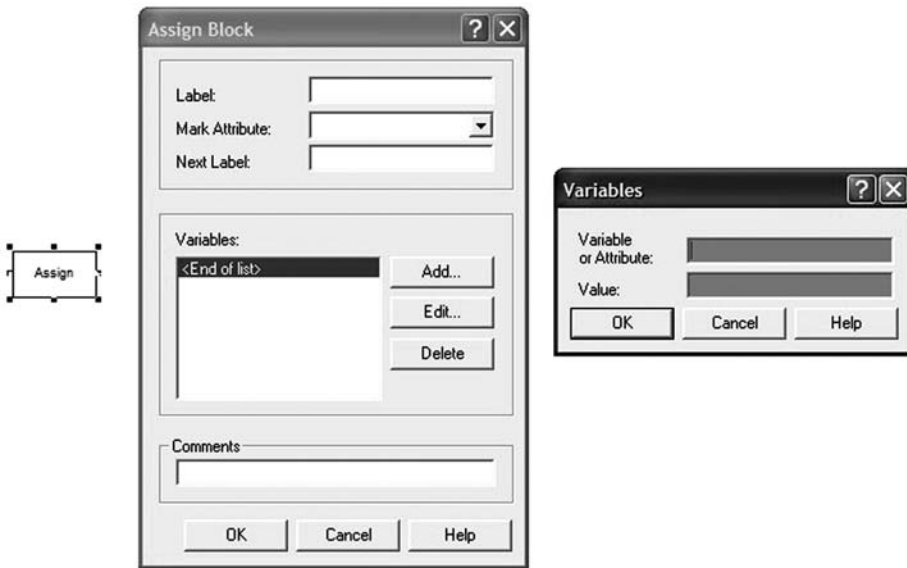 Assign
Assign Block
Label:
Mark Attribute:
Next Label:
Variables:
<End of list>
Add...
Edit...
Delete
Comments
OK Cancel Help
Variables
Variable
or Attribute:
Value:
OK Cancel Help